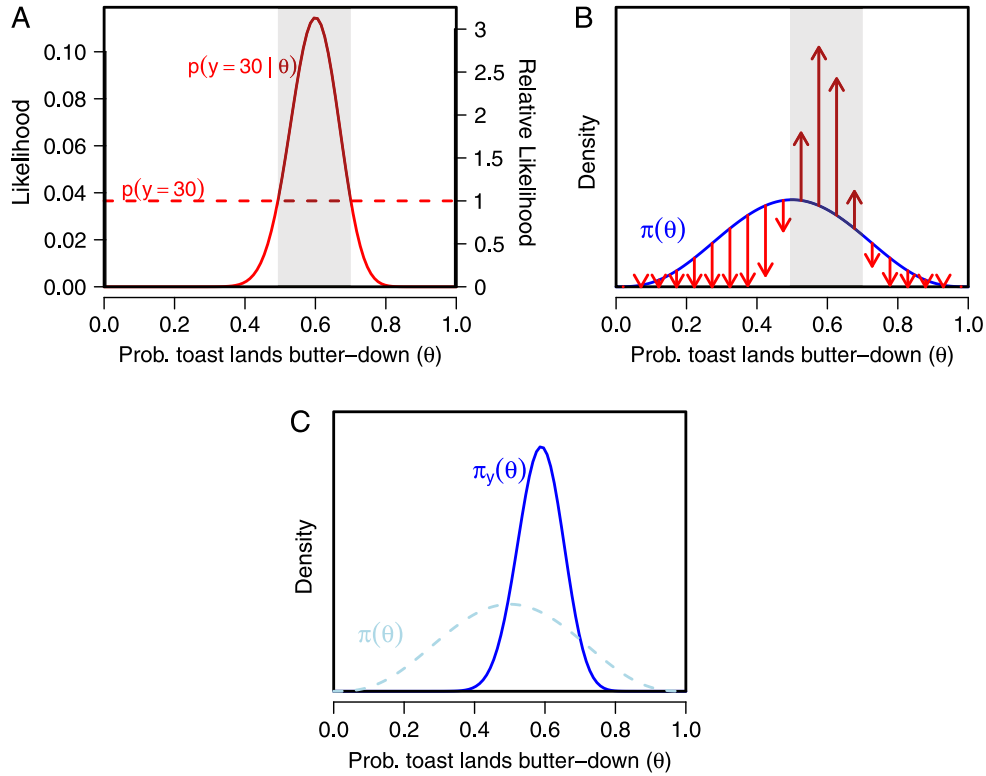 A
Likelihood
0.00 0.02 0.04 0.06 0.08 0.10
p(y = 30 | θ)
p(y = 30)
0 0.5 1 1.5 2 2.5 3
Relative Likelihood
0.0 0.2 0.4 0.6 0.8 1.0
Prob. toast lands butter–down (θ)
B
Density
π(θ)
0.0 0.2 0.4 0.6 0.8 1.0
Prob. toast lands butter–down (θ)
C
Density
πy(θ)
π(θ)
0.0 0.2 0.4 0.6 0.8 1.0
Prob. toast lands butter–down (θ)